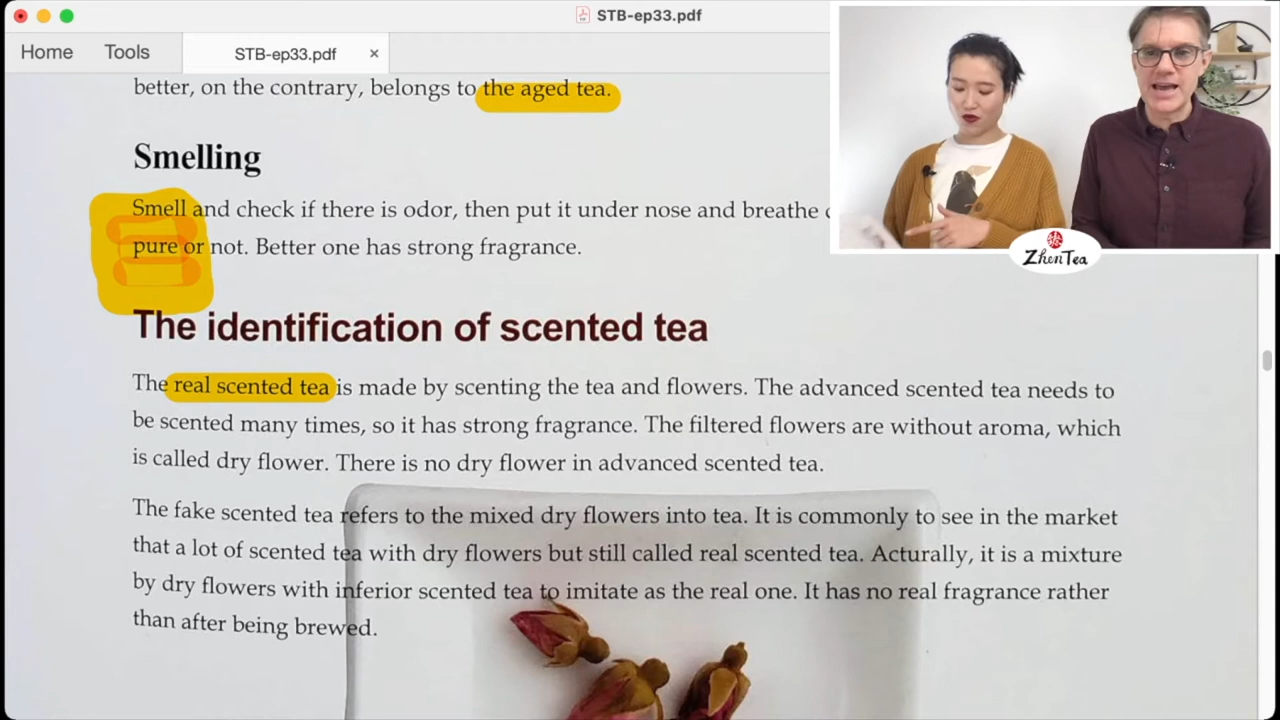 STB-ep33.pdf
Home
Tools
STB-ep33.pdf ×
better, on the contrary, belongs to the aged tea.
Smelling
Smell and check if there is odor, then put it under nose and breathe
pure or not. Better one has strong fragrance.
祯
ZhenTea
The identification of scented tea
The real scented tea is made by scenting the tea and flowers. The advanced scented tea needs to
be scented many times, so it has strong fragrance. The filtered flowers are without aroma, which
is called dry flower. There is no dry flower in advanced scented tea.
The fake scented tea refers to the mixed dry flowers into tea. It is commonly to see in the market
that a lot of scented tea with dry flowers but still called real scented tea. Acturally, it is a mixture
by dry flowers with inferior scented tea to imitate as the real one. It has no real fragrance rather
than after being brewed.